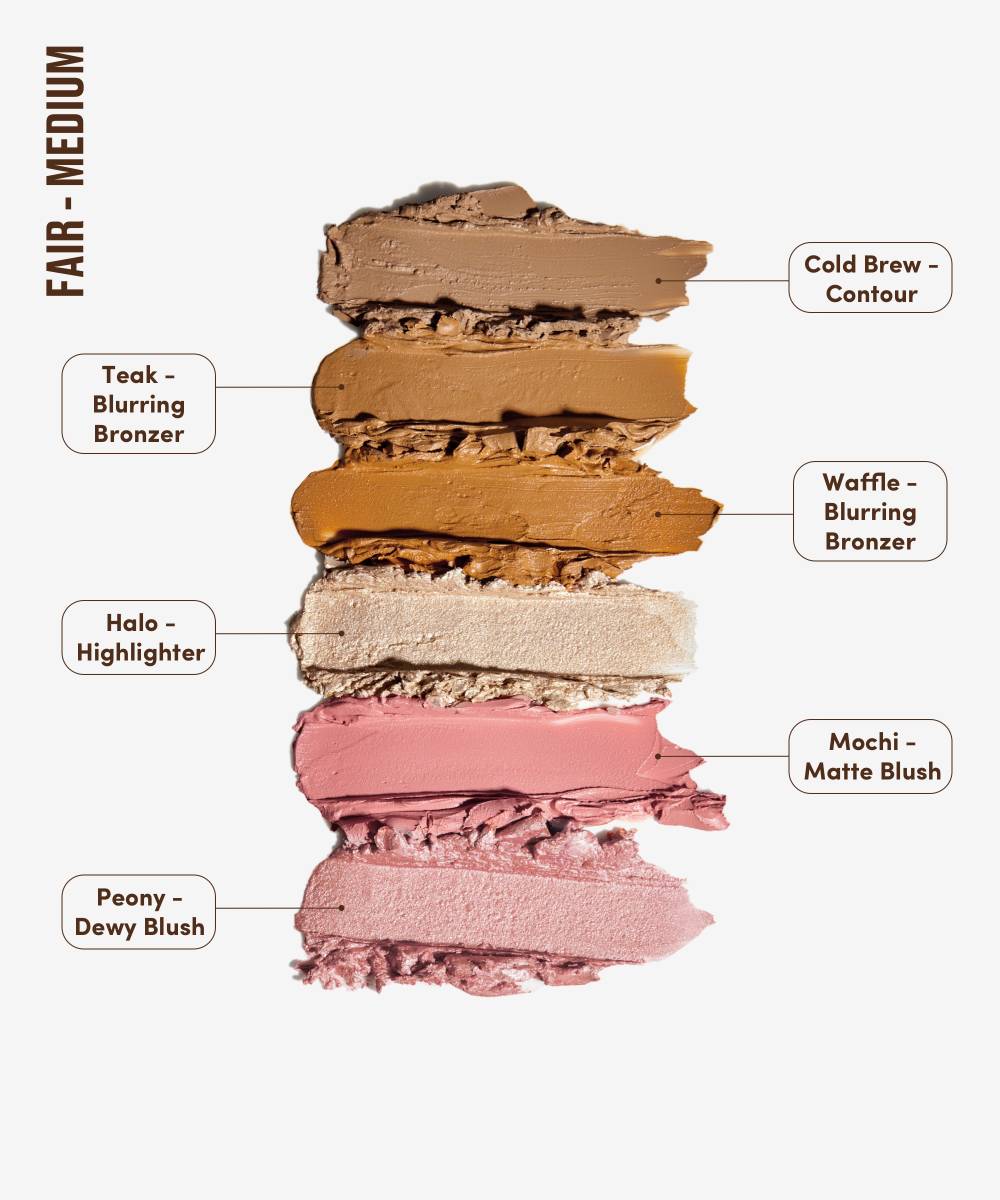 FAIR - MEDIUM
Cold Brew -
Contour
Teak -
Blurring
Bronzer
Waffle -
Blurring
Bronzer
Halo -
Highlighter
Mochi -
Matte Blush
Peony -
Dewy Blush